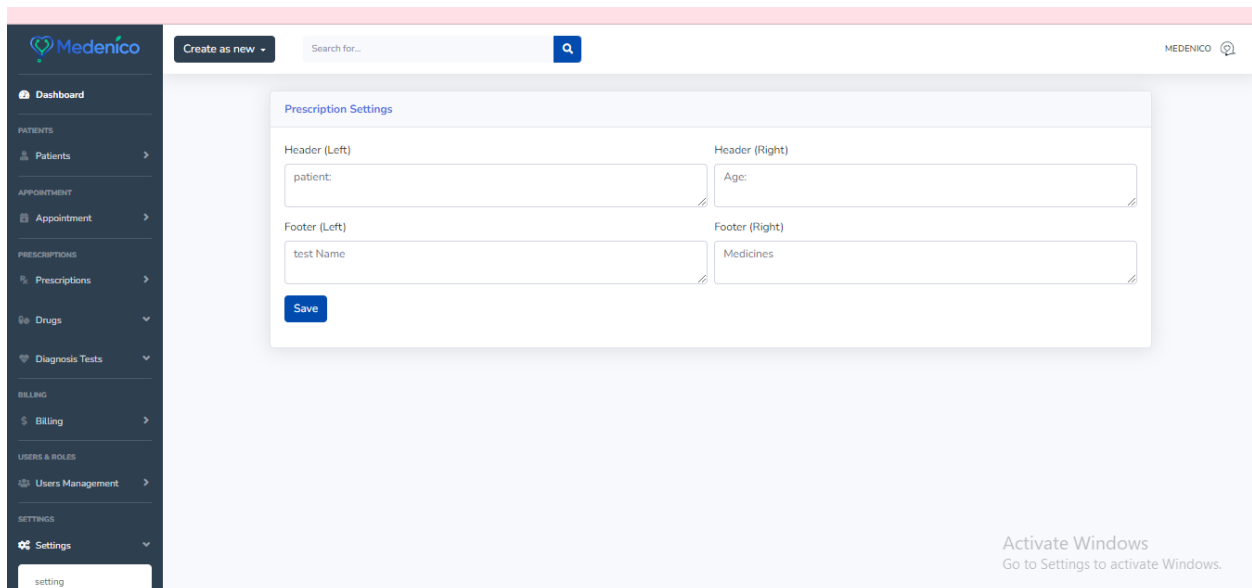 Medenico
Create as new
Search for...
MEDENICO
Dashboard
PATIENTS
Patients
APPOINTMENT
Appointment
PRESCRIPTIONS
Prescriptions
Drugs
Diagnosis Tests
BILLING
$ Billing
USERS & ROLES
Users Management
SETTINGS
Settings
setting
Prescription Settings
Header (Left)
Header (Right)
patient:
Age:
Footer (Left)
Footer (Right)
test Name
Medicines
Save
Activate Windows
Go to Settings to activate Windows.